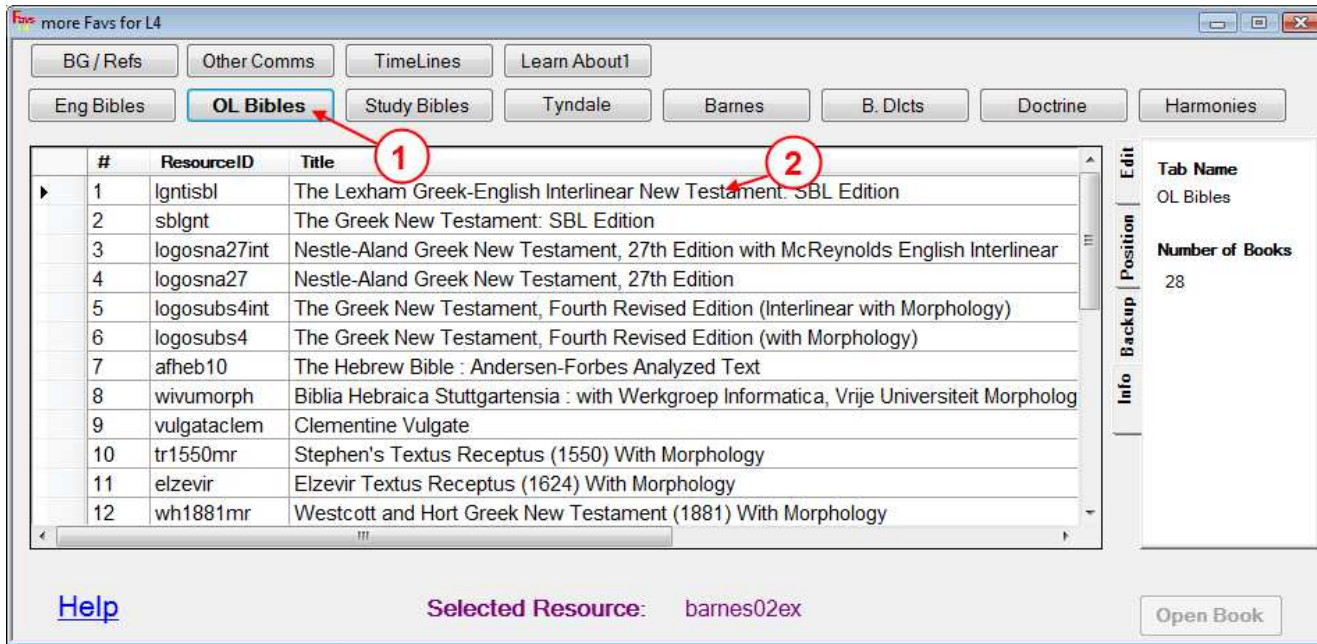 Favs more Favs for L4
BG / Refs Other Comms TimeLines Learn About1
Eng Bibles OL Bibles Study Bibles Tyndale Barnes B. DIcts Doctrine Harmonies
1
2
# ResourceID Title
1 lgntisbl The Lexham Greek-English Interlinear New Testament: SBL Edition
2 sblgnt The Greek New Testament: SBL Edition
3 logosna27int Nestle-Aland Greek New Testament, 27th Edition with McReynolds English Interlinear
4 logosna27 Nestle-Aland Greek New Testament, 27th Edition
5 logosubs4int The Greek New Testament, Fourth Revised Edition (Interlinear with Morphology)
6 logosubs4 The Greek New Testament, Fourth Revised Edition (with Morphology)
7 afheb10 The Hebrew Bible : Andersen-Forbes Analyzed Text
8 wivumorph Biblia Hebraica Stuttgartensia : with Werkgroep Informatica, Vrije Universiteit Morpholog
9 vulgataclem Clementine Vulgate
10 tr1550mr Stephen's Textus Receptus (1550) With Morphology
11 elzevir Elzevir Textus Receptus (1624) With Morphology
12 wh1881mr Westcott and Hort Greek New Testament (1881) With Morphology
Edit
Position
Backup
Info
Tab Name
OL Bibles
Number of Books
28
Help Selected Resource: barnes02ex Open Book